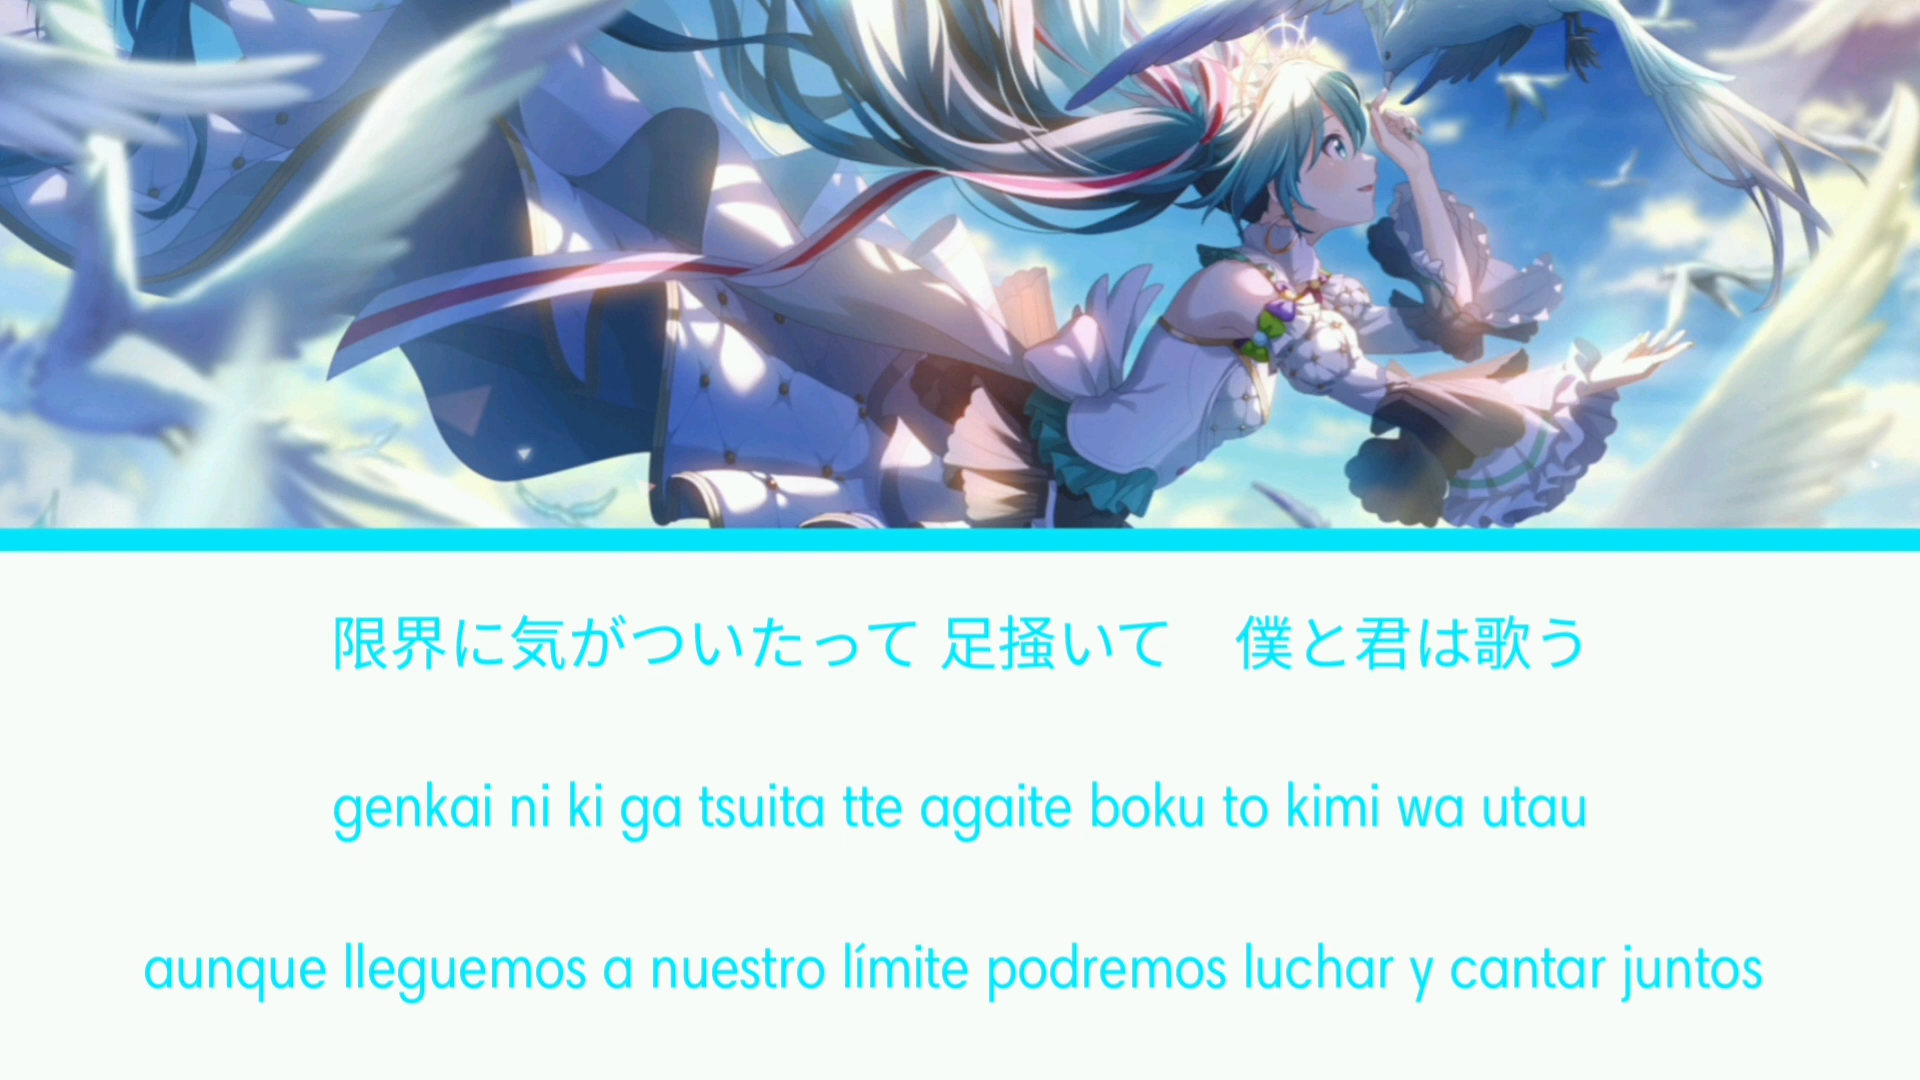 限界に気がついたって 足掻いて　僕と君は歌う
genkai ni ki ga tsuita tte agaite boku to kimi wa utau
aunque lleguemos a nuestro límite podremos luchar y cantar juntos